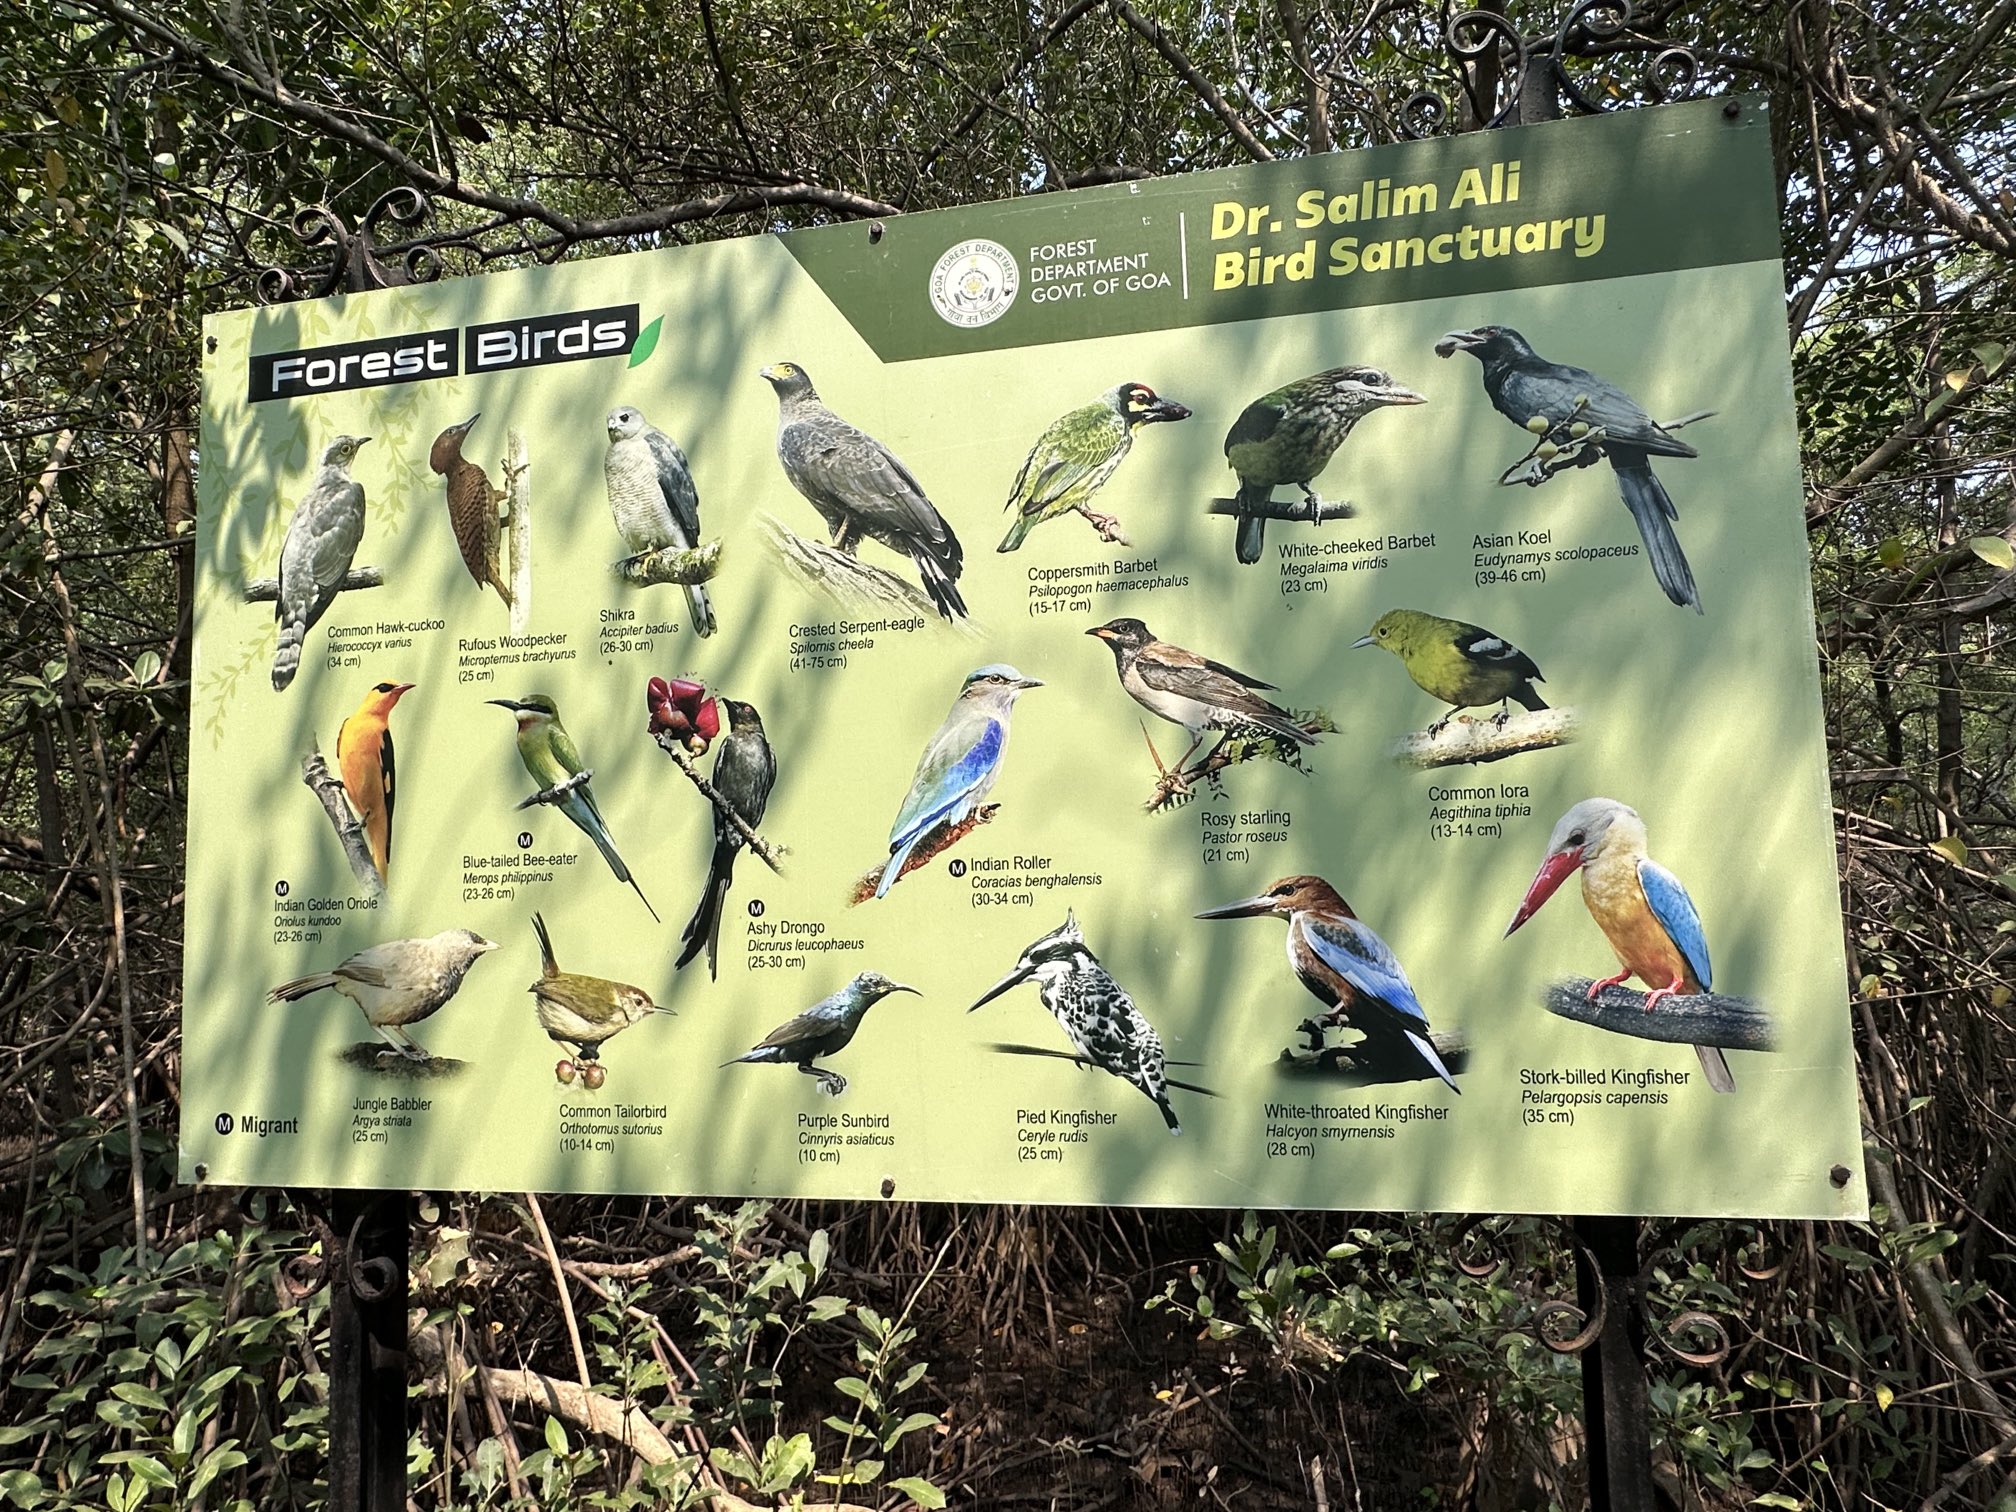 Forest Birds
GOA FOREST DEPARTMENT
गोवा वन विभाग
FOREST
DEPARTMENT
GOVT. OF GOA
Dr. Salim Ali
Bird Sanctuary
Common Hawk-cuckoo
Hierococcyx varius
(34 cm)
Rufous Woodpecker
Micropternus brachyurus
(25 cm)
Shikra
Accipiter badius
(26-30 cm)
Crested Serpent-eagle
Spilornis cheela
(41-75 cm)
Coppersmith Barbet
Psilopogon haemacephalus
(15-17 cm)
White-cheeked Barbet
Megalaima viridis
(23 cm)
Asian Koel
Eudynamys scolopaceus
(39-46 cm)
M
Indian Golden Oriole
Oriolus kundoo
(23-26 cm)
M
Blue-tailed Bee-eater
Merops philippinus
(23-26 cm)
M
Ashy Drongo
Dicrurus leucophaeus
(25-30 cm)
M Indian Roller
Coracias benghalensis
(30-34 cm)
Rosy starling
Pastor roseus
(21 cm)
Common Iora
Aegithina tiphia
(13-14 cm)
Jungle Babbler
Argya striata
(25 cm)
Common Tailorbird
Orthotomus sutorius
(10-14 cm)
Purple Sunbird
Cinnyris asiaticus
(10 cm)
Pied Kingfisher
Ceryle rudis
(25 cm)
White-throated Kingfisher
Halcyon smyrnensis
(28 cm)
Stork-billed Kingfisher
Pelargopsis capensis
(35 cm)
M Migrant